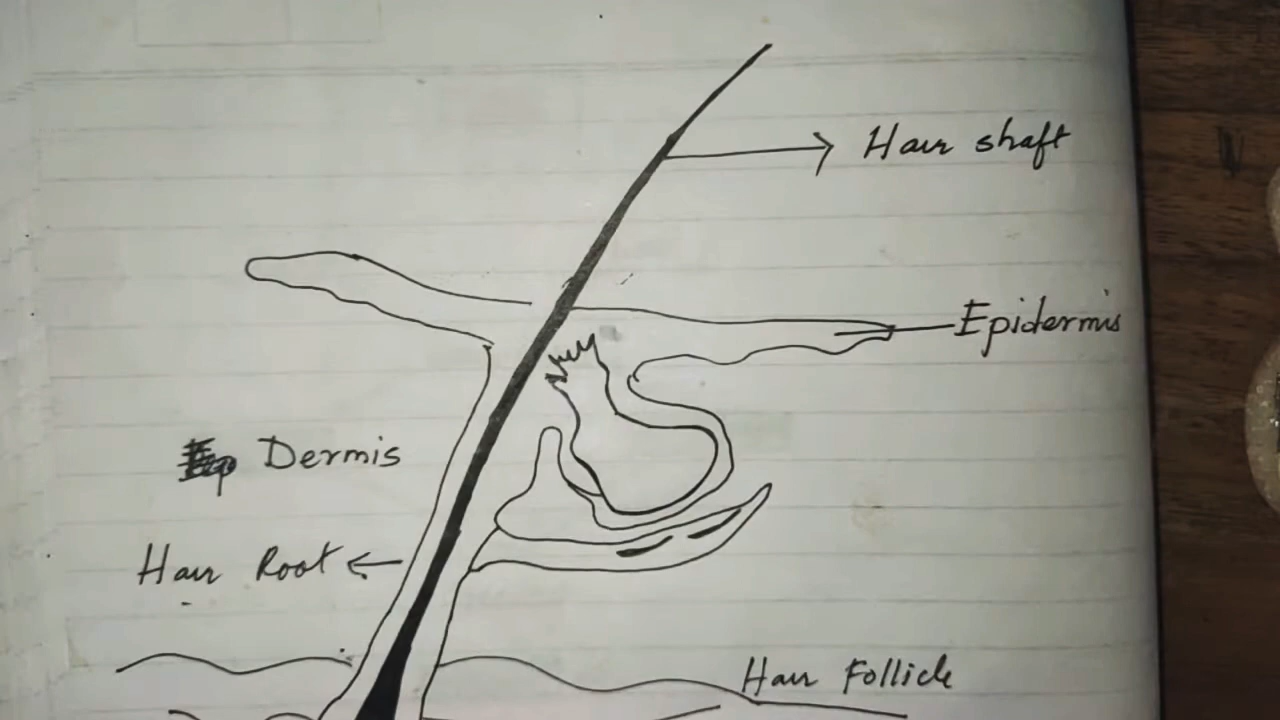 Hair shaft
Epidermis
Dermis
Hair Root
Hair Follicle